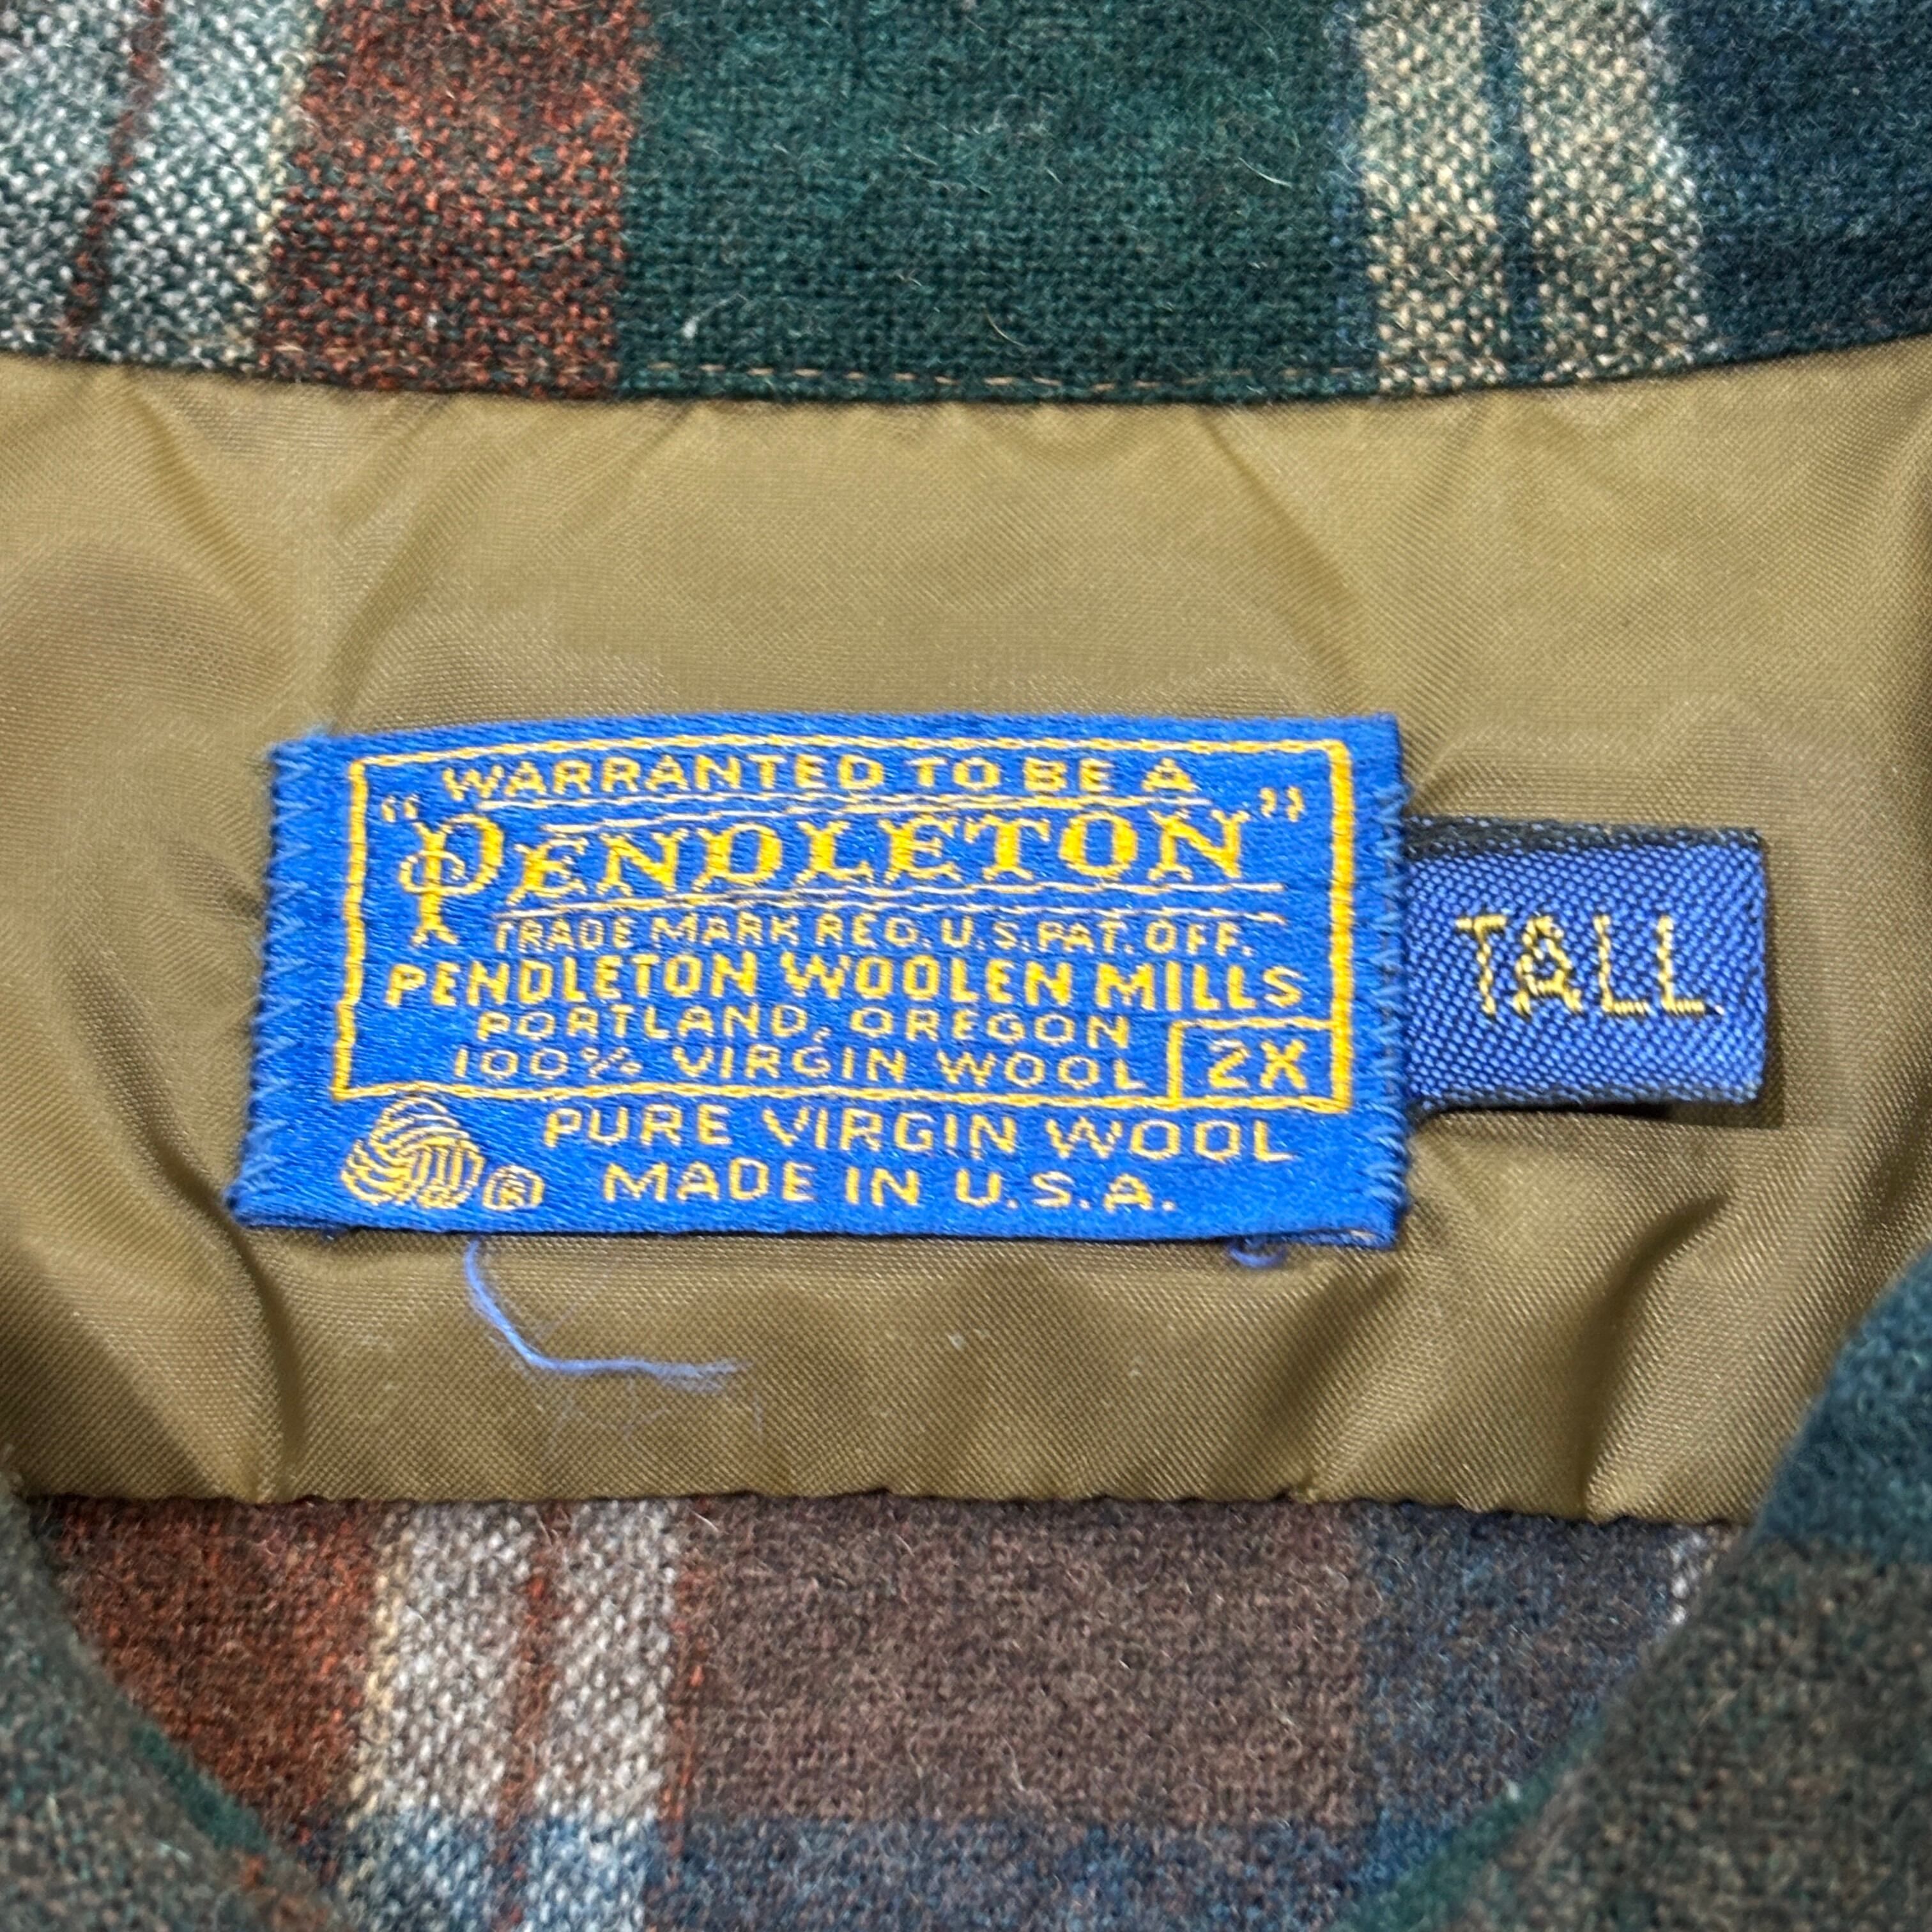 WARRANTED TO BE A
"PENDLETON"
TRADE MARK REG. U.S. PAT. OFF.
PENDLETON WOOLEN MILLS
PORTLAND, OREGON
100% VIRGIN WOOL 2X
PURE VIRGIN WOOL
® MADE IN U.S.A.
TALL